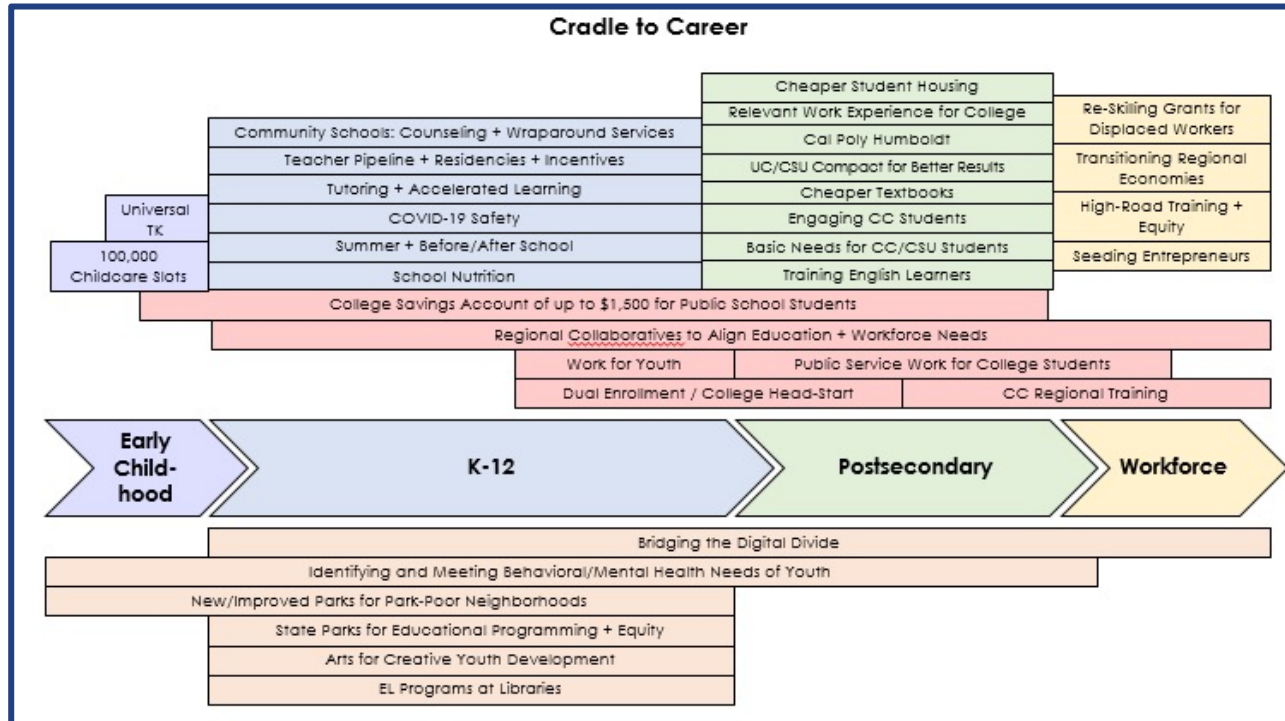 Cradle to Career
Cheaper Student Housing
Relevant Work Experience for College
Re-Skilling Grants for
Displaced Workers
Community Schools: Counseling + Wraparound Services
Cal Poly Humboldt
Teacher Pipeline + Residencies + Incentives
UC/CSU Compact for Better Results
Transitioning Regional
Economies
Tutoring + Accelerated Learning
Cheaper Textbooks
Universal
TK
COVID-19 Safety
Engaging CC Students
High-Road Training +
Equity
100,000
Childcare Slots
Summer + Before/After School
Basic Needs for CC/CSU Students
Seeding Entrepreneurs
School Nutrition
Training English Learners
College Savings Account of up to $1,500 for Public School Students
Regional Collaboratives to Align Education + Workforce Needs
Work for Youth
Public Service Work for College Students
Dual Enrollment / College Head-Start
CC Regional Training
Early
Child-
hood
K-12
Postsecondary
Workforce
Bridging the Digital Divide
Identifying and Meeting Behavioral/Mental Health Needs of Youth
New/Improved Parks for Park-Poor Neighborhoods
State Parks for Educational Programming + Equity
Arts for Creative Youth Development
EL Programs at Libraries